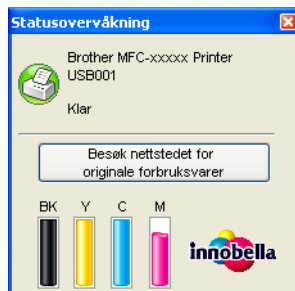 Statusovervåkning
Brother MFC-xxxxx Printer
USB001
Klar
Besøk nettstedet for
originale forbruksvarer
BK Y C M
innobella